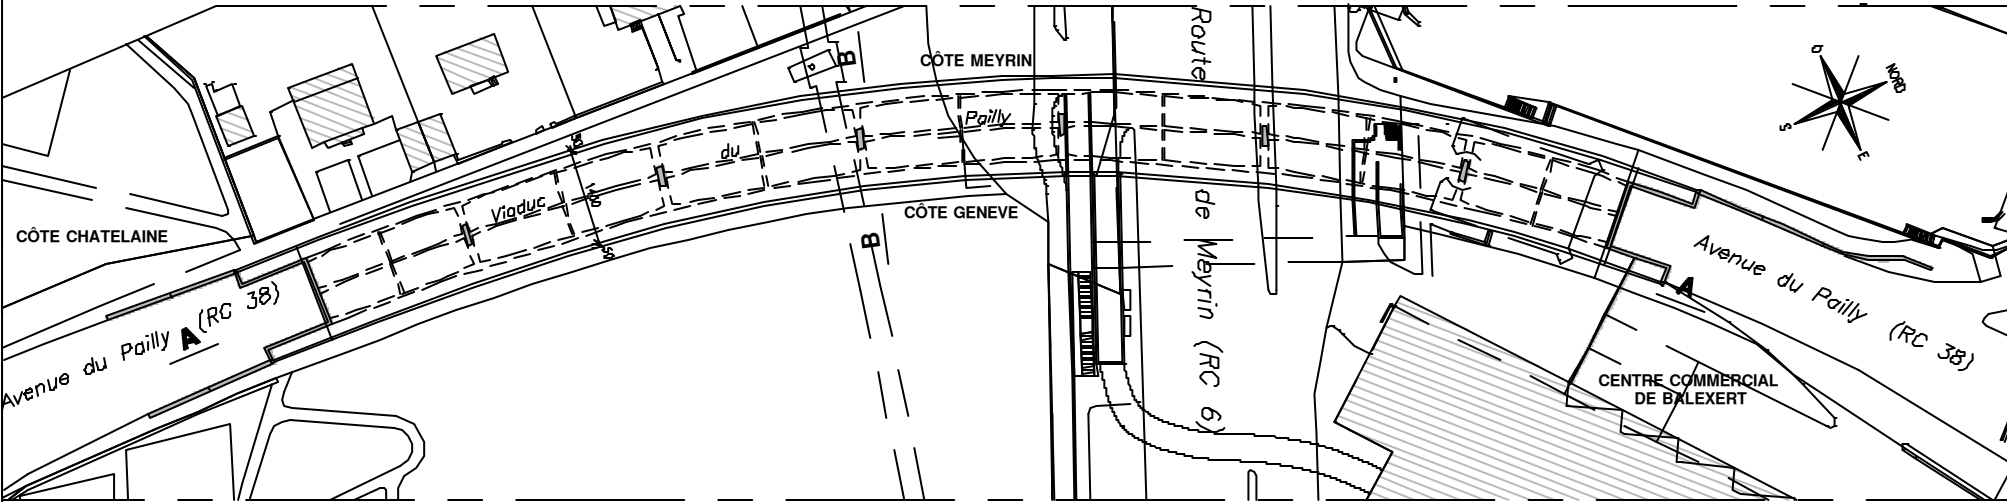 CÔTE MEYRIN
CÔTE GENEVE
CÔTE CHATELAINE
CENTRE COMMERCIAL
DE BALEXERT
Viaduc du Pailly
Avenue du Pailly (RC 38)
Route de Meyrin (RC 6)
Avenue du Pailly (RC 38)
A
A
B
B
O
NORD
S
E